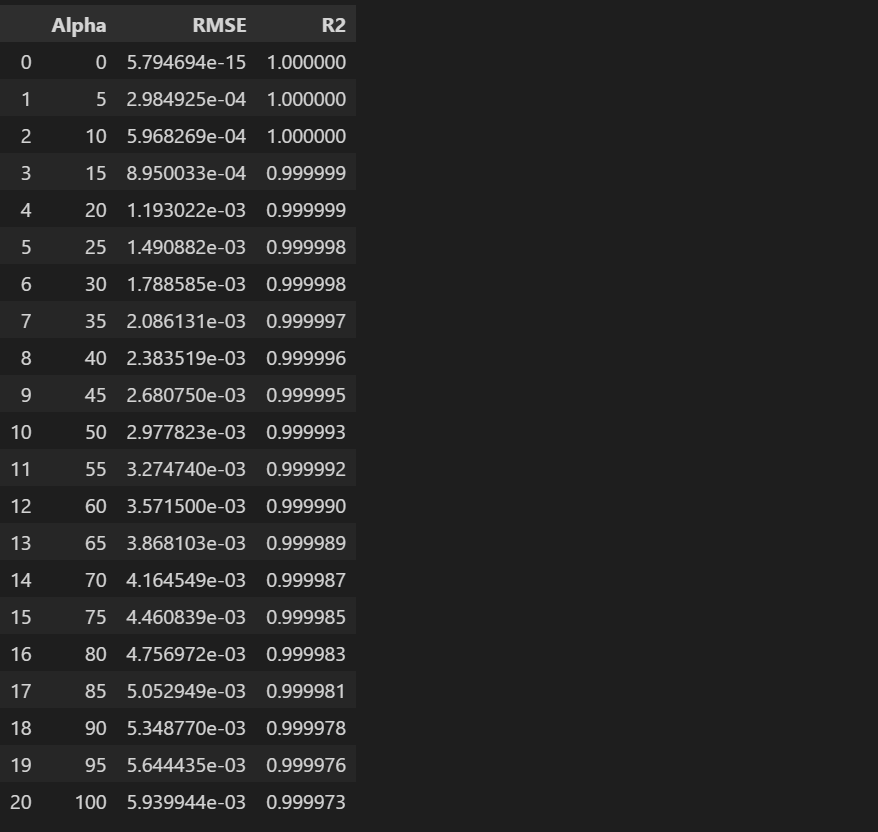 Alpha RMSE R2
0 0 5.794694e-15 1.000000
1 5 2.984925e-04 1.000000
2 10 5.968269e-04 1.000000
3 15 8.950033e-04 0.999999
4 20 1.193022e-03 0.999999
5 25 1.490882e-03 0.999998
6 30 1.788585e-03 0.999998
7 35 2.086131e-03 0.999997
8 40 2.383519e-03 0.999996
9 45 2.680750e-03 0.999995
10 50 2.977823e-03 0.999993
11 55 3.274740e-03 0.999992
12 60 3.571500e-03 0.999990
13 65 3.868103e-03 0.999989
14 70 4.164549e-03 0.999987
15 75 4.460839e-03 0.999985
16 80 4.756972e-03 0.999983
17 85 5.052949e-03 0.999981
18 90 5.348770e-03 0.999978
19 95 5.644435e-03 0.999976
20 100 5.939944e-03 0.999973